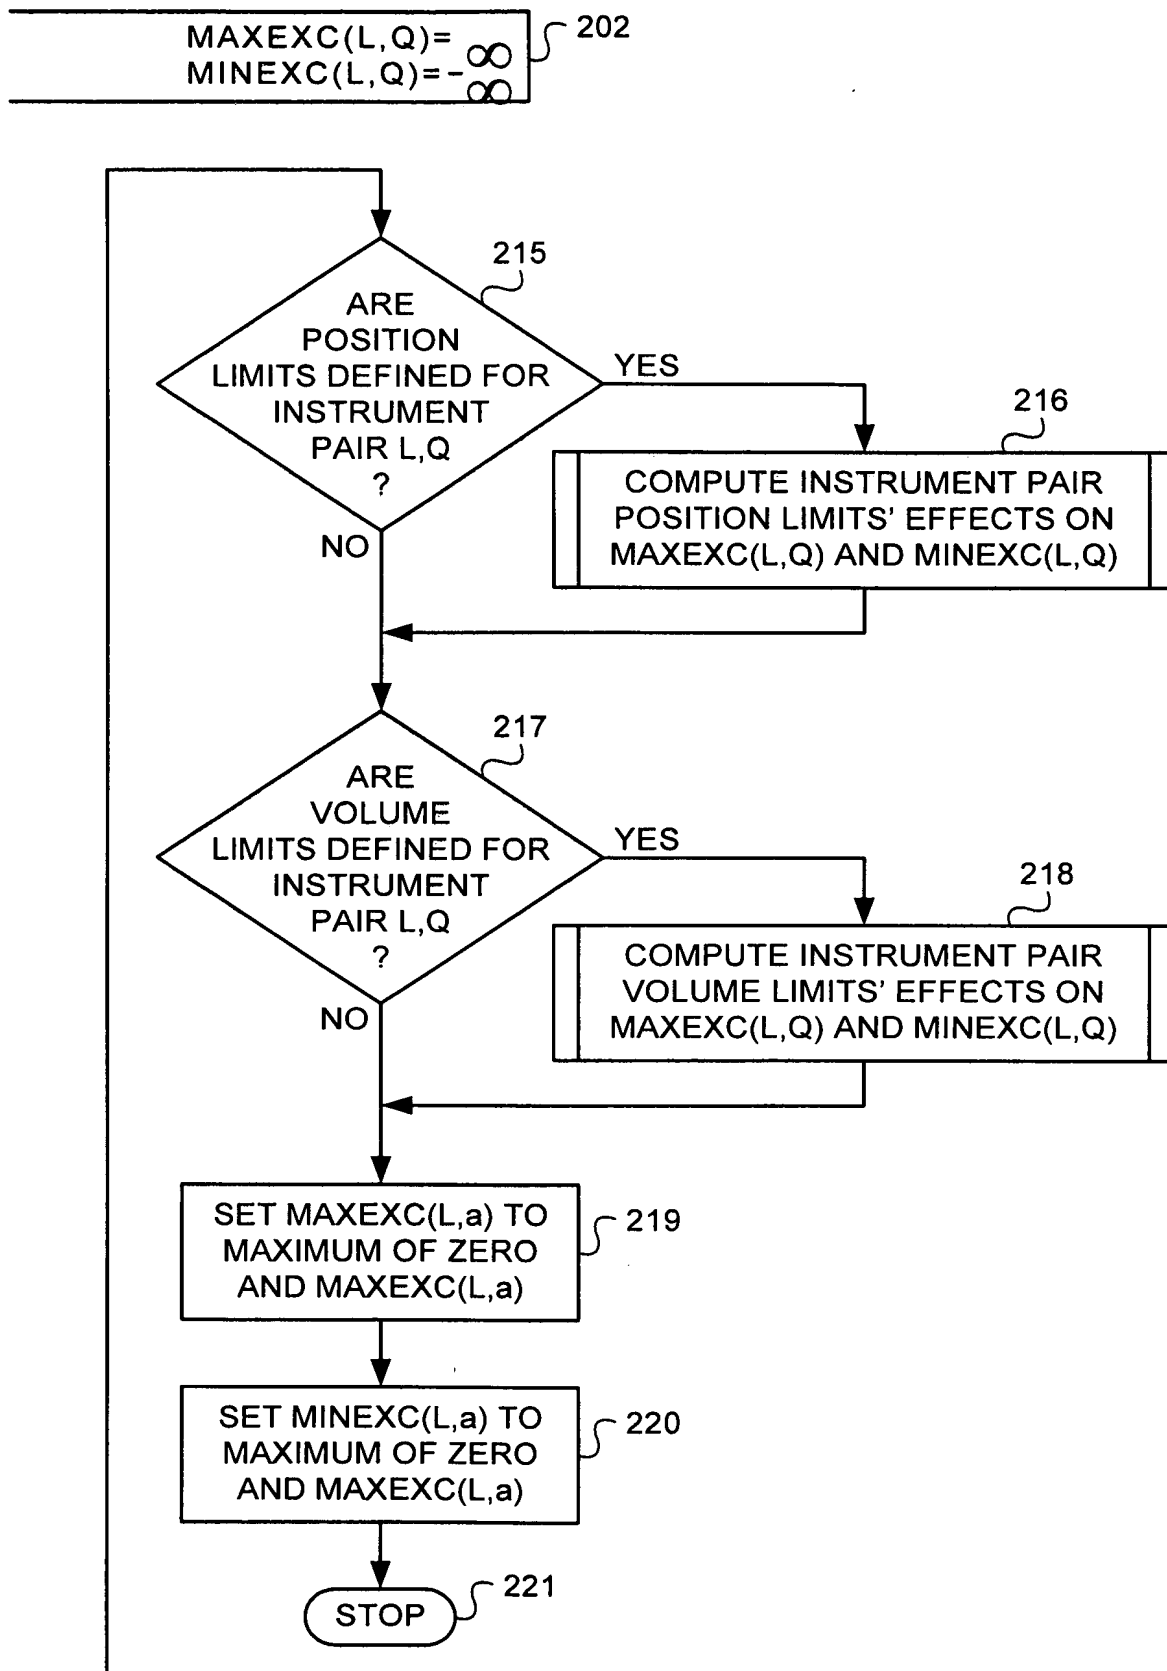 MAXEXC(L,Q)=∞
MINEXC(L,Q)=-∞
202
215
ARE
POSITION
LIMITS DEFINED FOR
INSTRUMENT
PAIR L,Q
?
YES
NO
216
COMPUTE INSTRUMENT PAIR
POSITION LIMITS' EFFECTS ON
MAXEXC(L,Q) AND MINEXC(L,Q)
217
ARE
VOLUME
LIMITS DEFINED FOR
INSTRUMENT
PAIR L,Q
?
YES
NO
218
COMPUTE INSTRUMENT PAIR
VOLUME LIMITS' EFFECTS ON
MAXEXC(L,Q) AND MINEXC(L,Q)
SET MAXEXC(L,a) TO
MAXIMUM OF ZERO
AND MAXEXC(L,a)
219
SET MINEXC(L,a) TO
MAXIMUM OF ZERO
AND MAXEXC(L,a)
220
STOP
221